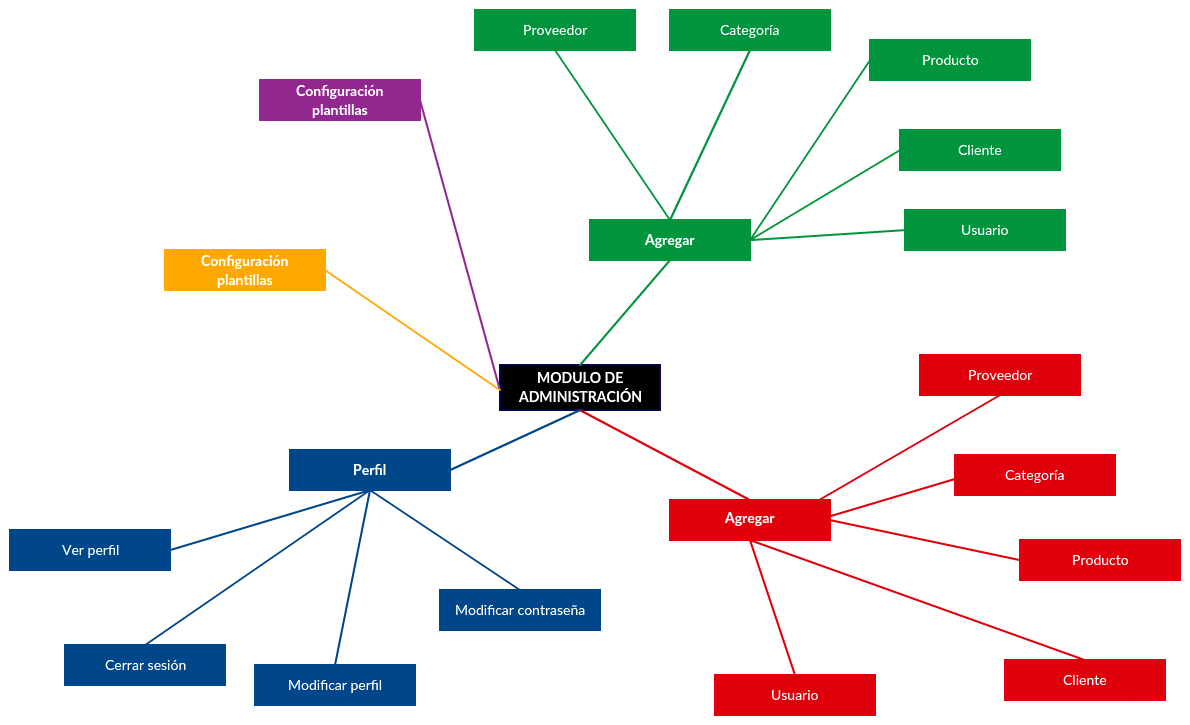 Proveedor
Categoría
Producto
Configuración
plantillas
Cliente
Usuario
Agregar
Configuración
plantillas
MODULO DE
ADMINISTRACIÓN
Proveedor
Perfil
Categoría
Agregar
Ver perfil
Producto
Modificar contraseña
Cerrar sesión
Modificar perfil
Cliente
Usuario